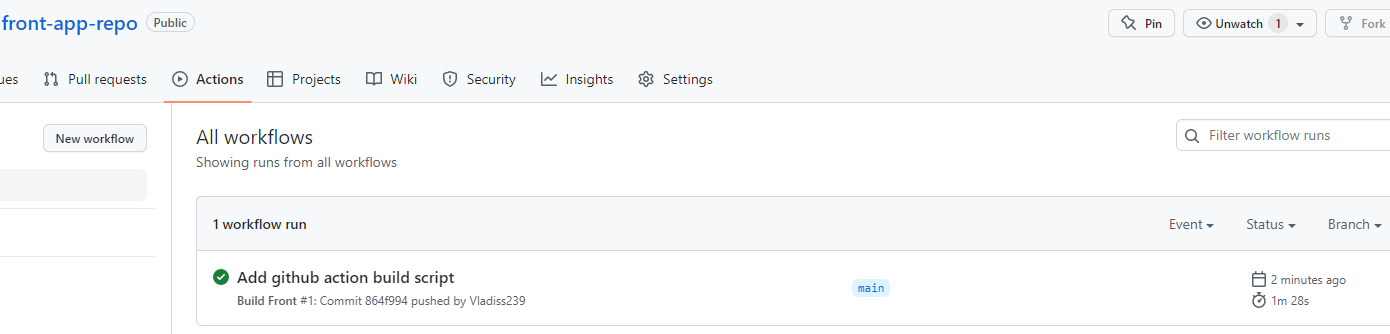 front-app-repo Public Pin Unwatch 1 Fork
ues Pull requests Actions Projects Wiki Security Insights Settings
New workflow
All workflows
Filter workflow runs
Showing runs from all workflows
1 workflow run Event Status Branch
Add github action build script
main
2 minutes ago
Build Front #1: Commit 864f994 pushed by Vladiss239
1m 28s